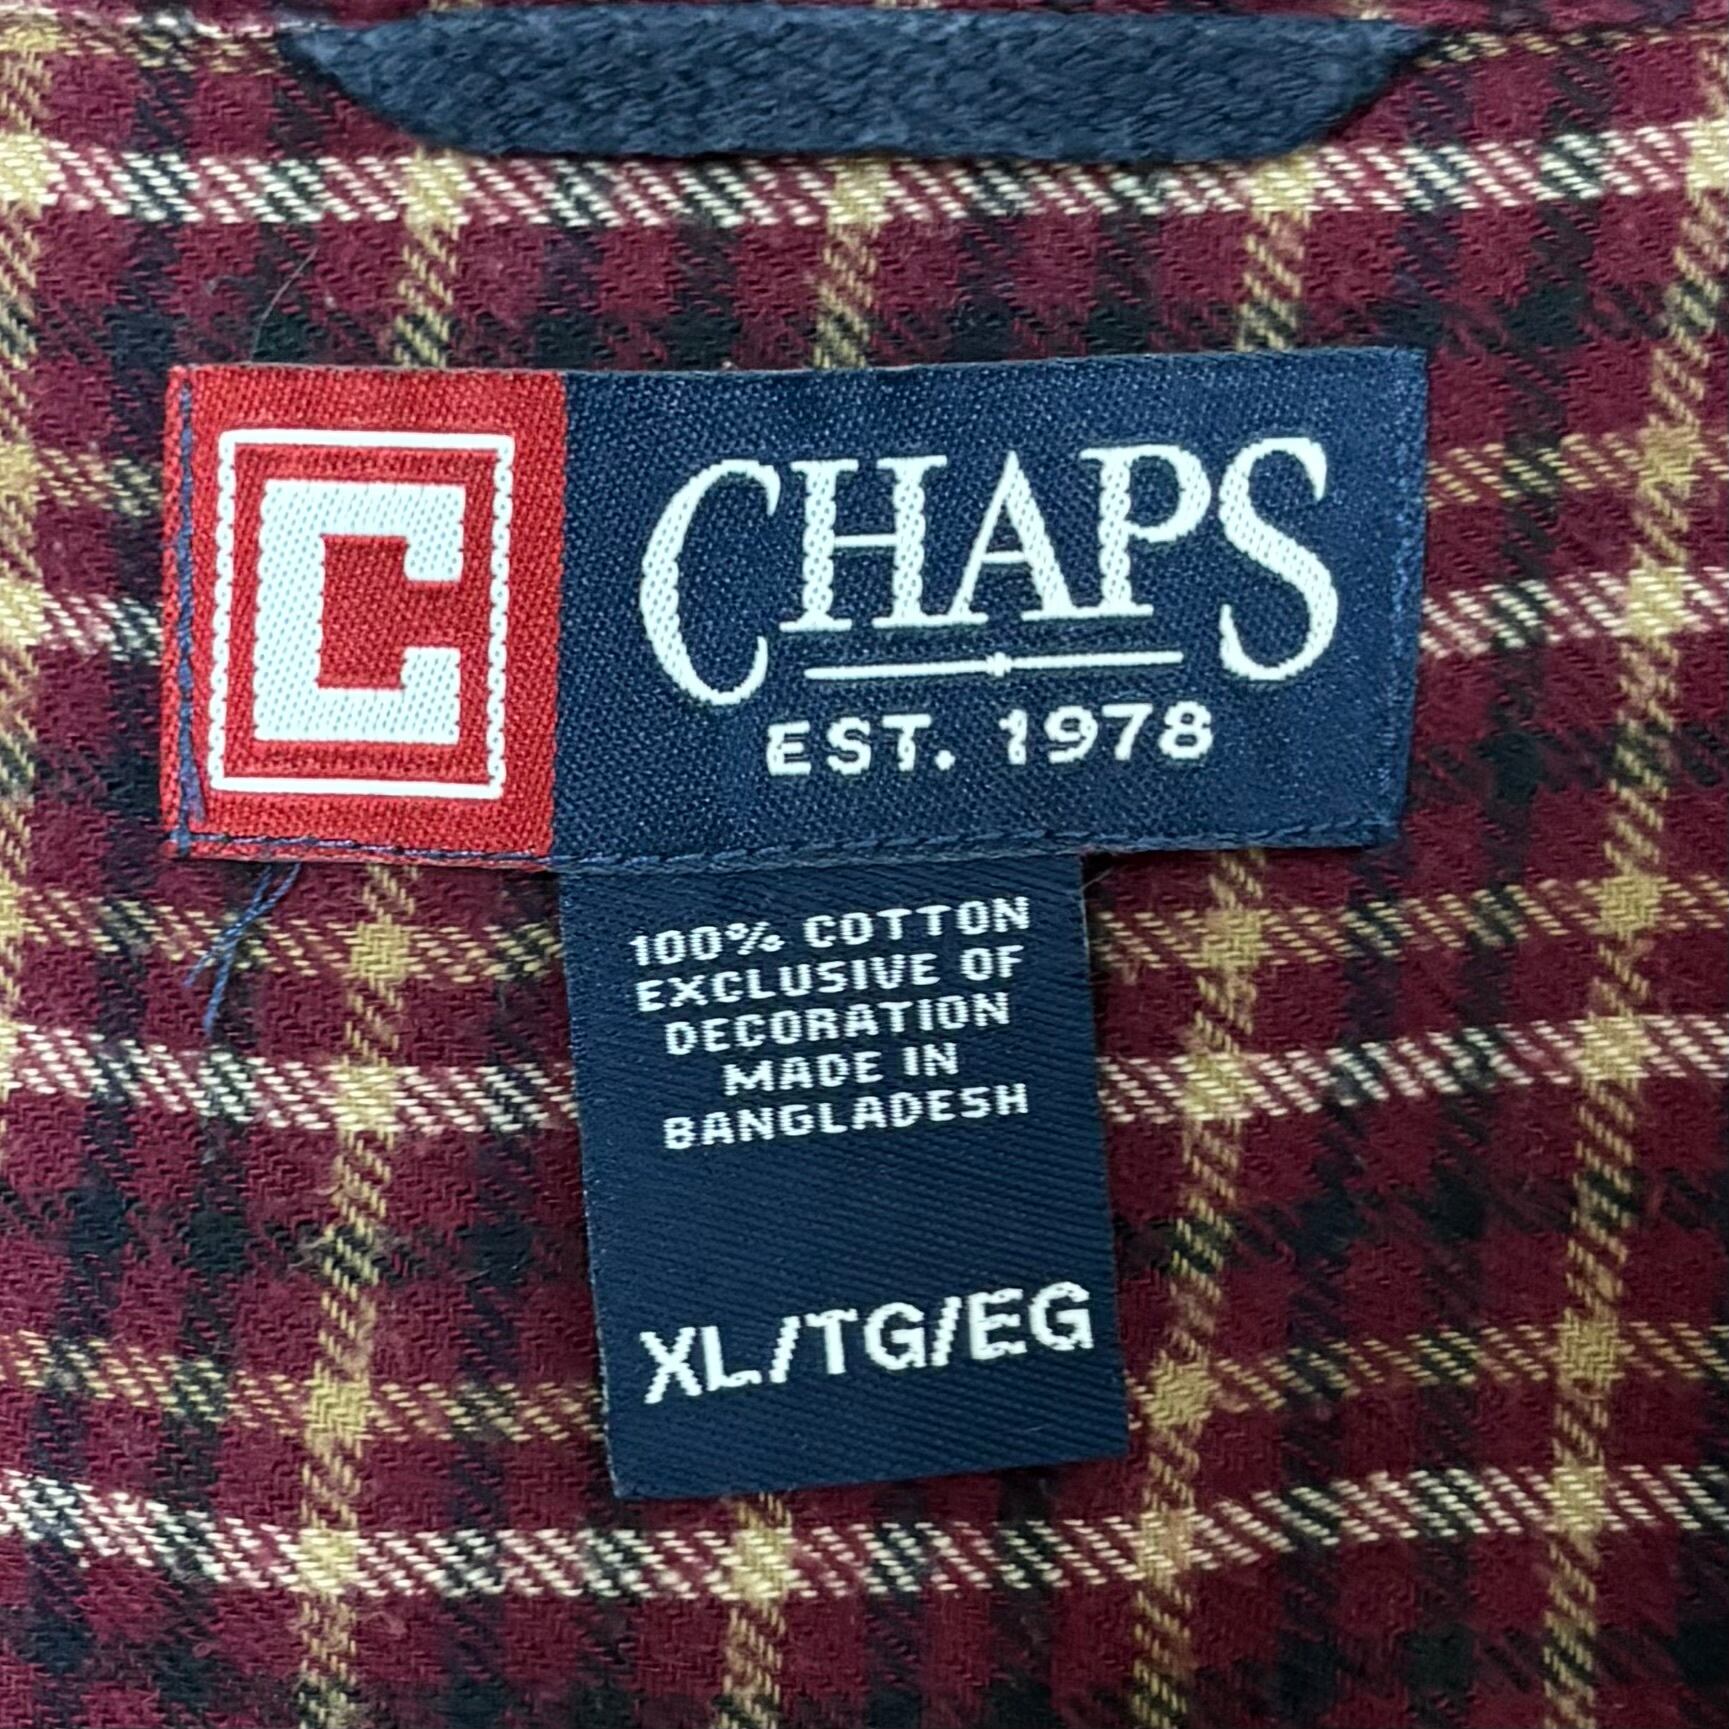 C
CHAPS
EST. 1978
100% COTTON
EXCLUSIVE OF
DECORATION
MADE IN
BANGLADESH
XL/TG/EG